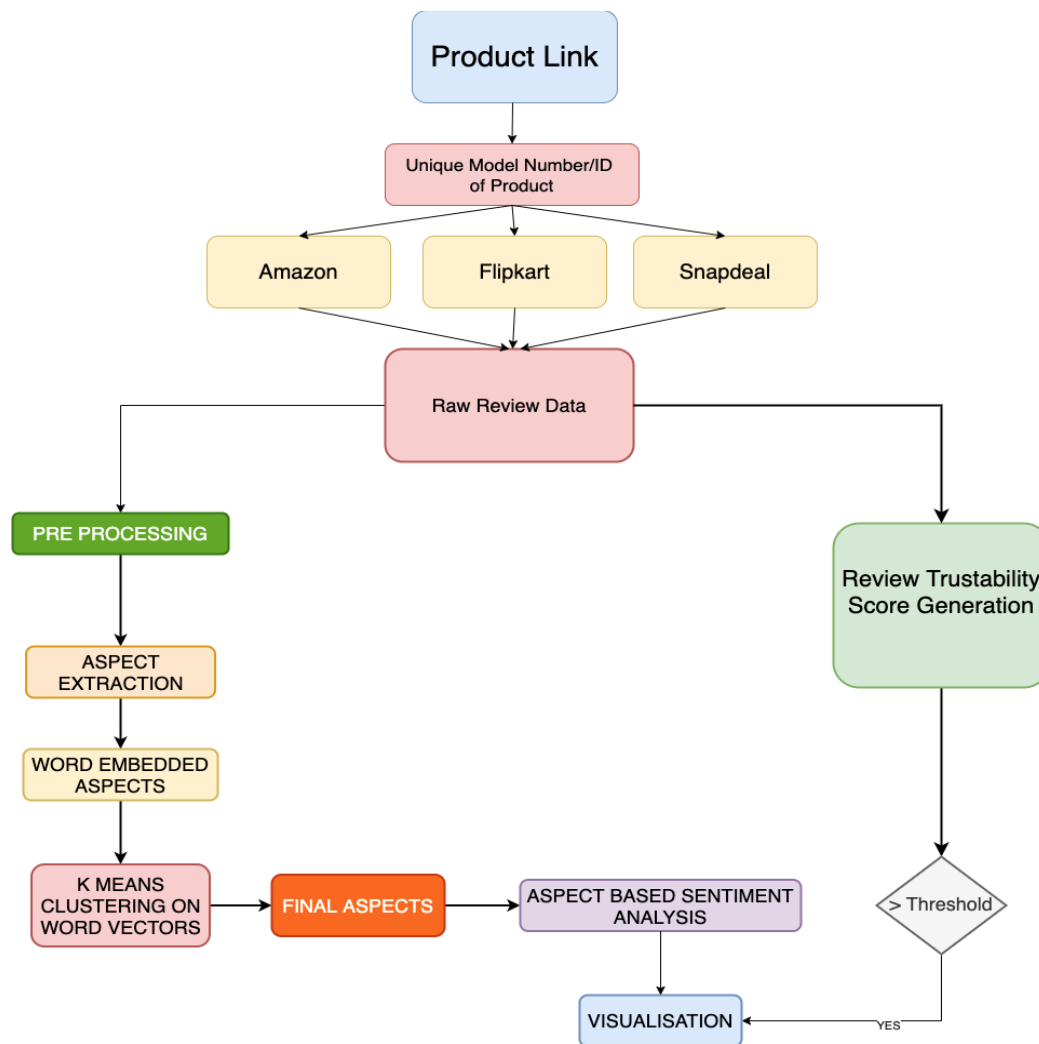 Product Link
Unique Model Number/ID
of Product
Amazon
Flipkart
Snapdeal
Raw Review Data
PRE PROCESSING
Review Trustability
Score Generation
ASPECT
EXTRACTION
WORD EMBEDDED
ASPECTS
K MEANS
CLUSTERING ON
WORD VECTORS
FINAL ASPECTS
ASPECT BASED SENTIMENT
ANALYSIS
> Threshold
VISUALISATION
YES